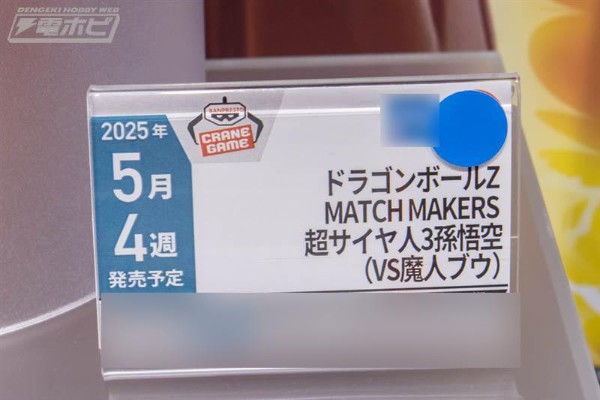 DENGEKI HOBBY WEB
電ホビ
BANPRESTO
CRANE
GAME
2025年
5月
4週
発売予定
ドラゴンボールZ
MATCH MAKERS
超サイヤ人3孫悟空
(VS魔人ブウ)